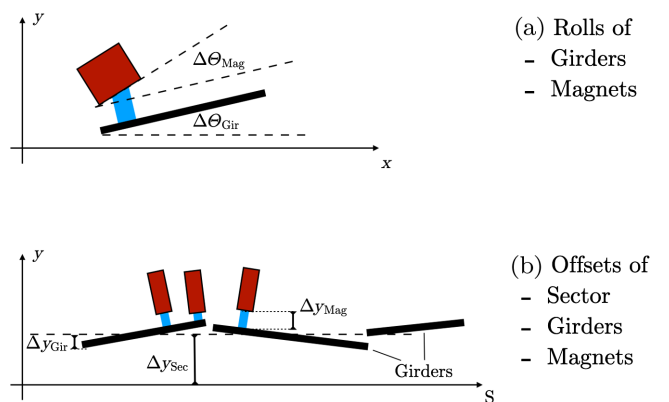 y
(a) Rolls of
- Girders
- Magnets
ΔΘMag
ΔΘGir
x
y
(b) Offsets of
- Sector
- Girders
- Magnets
ΔyMag
ΔyGir
ΔySec
Girders
S